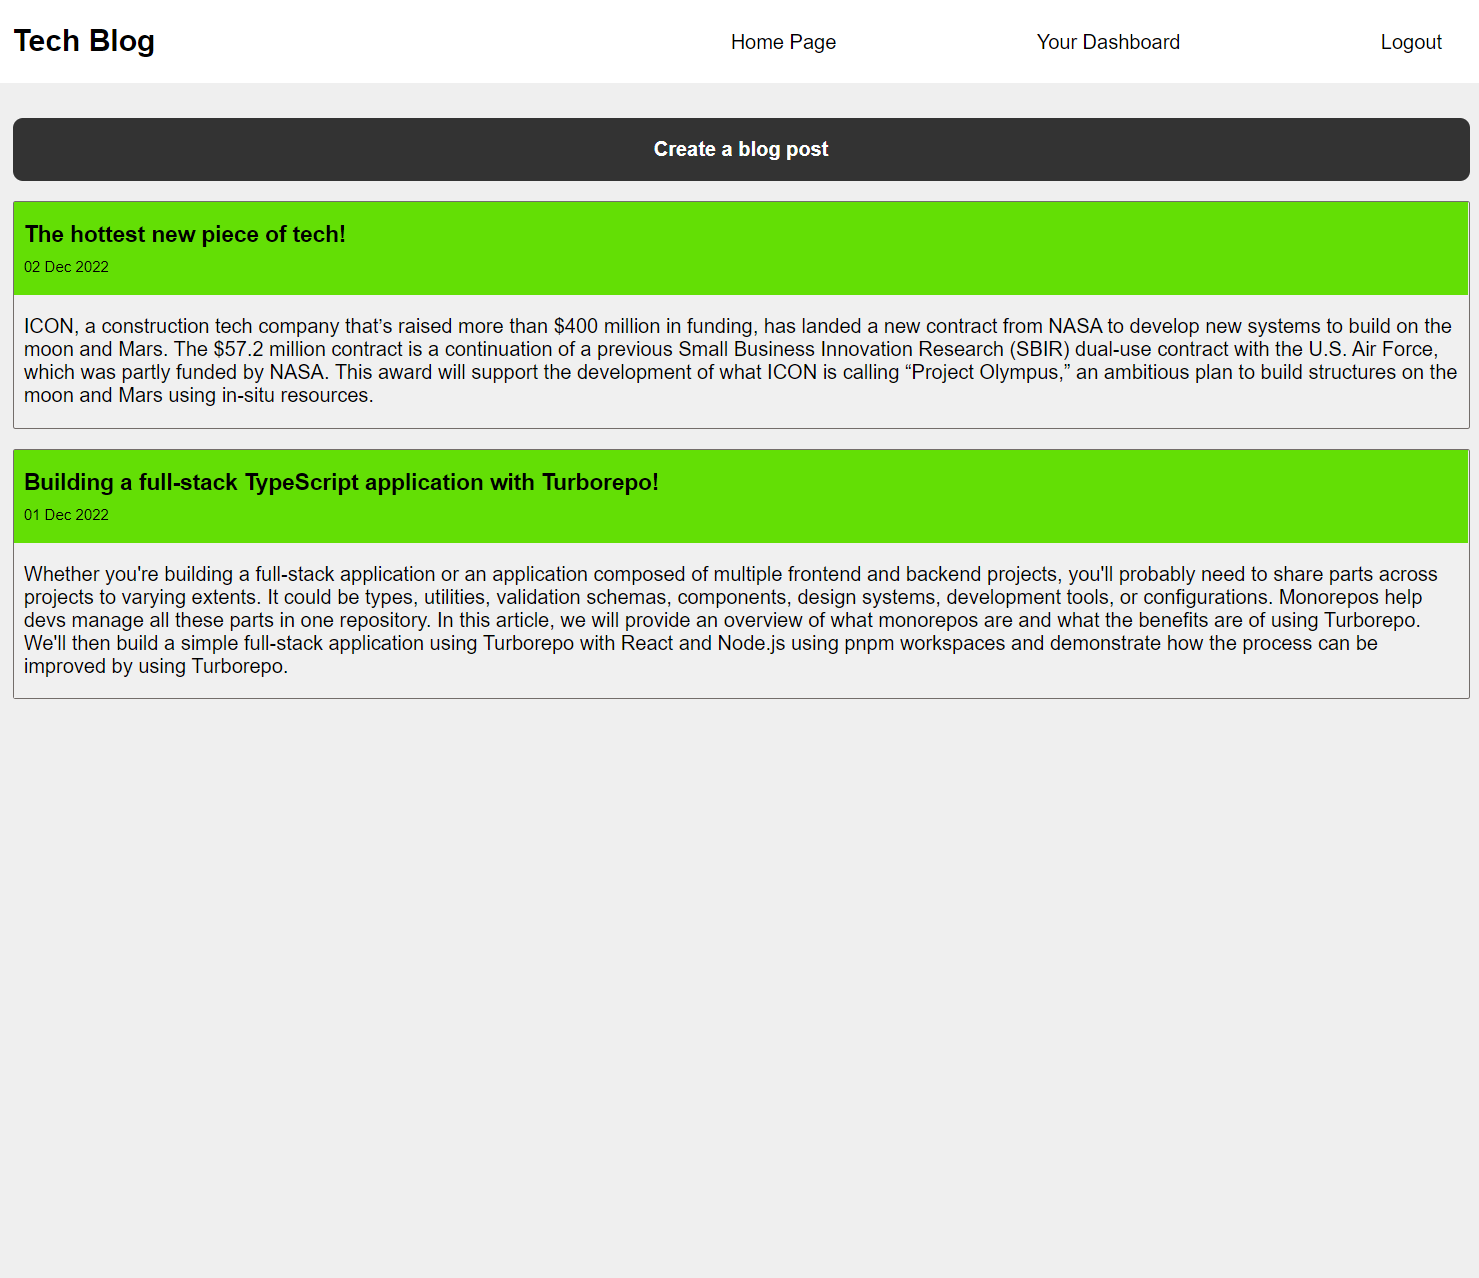 Tech Blog
Home Page
Your Dashboard
Logout
Create a blog post
The hottest new piece of tech!
02 Dec 2022
ICON, a construction tech company that’s raised more than $400 million in funding, has landed a new contract from NASA to develop new systems to build on the
moon and Mars. The $57.2 million contract is a continuation of a previous Small Business Innovation Research (SBIR) dual-use contract with the U.S. Air Force,
which was partly funded by NASA. This award will support the development of what ICON is calling “Project Olympus,” an ambitious plan to build structures on the
moon and Mars using in-situ resources.
Building a full-stack TypeScript application with Turborepo!
01 Dec 2022
Whether you're building a full-stack application or an application composed of multiple frontend and backend projects, you'll probably need to share parts across
projects to varying extents. It could be types, utilities, validation schemas, components, design systems, development tools, or configurations. Monorepos help
devs manage all these parts in one repository. In this article, we will provide an overview of what monorepos are and what the benefits are of using Turborepo.
We'll then build a simple full-stack application using Turborepo with React and Node.js using pnpm workspaces and demonstrate how the process can be
improved by using Turborepo.